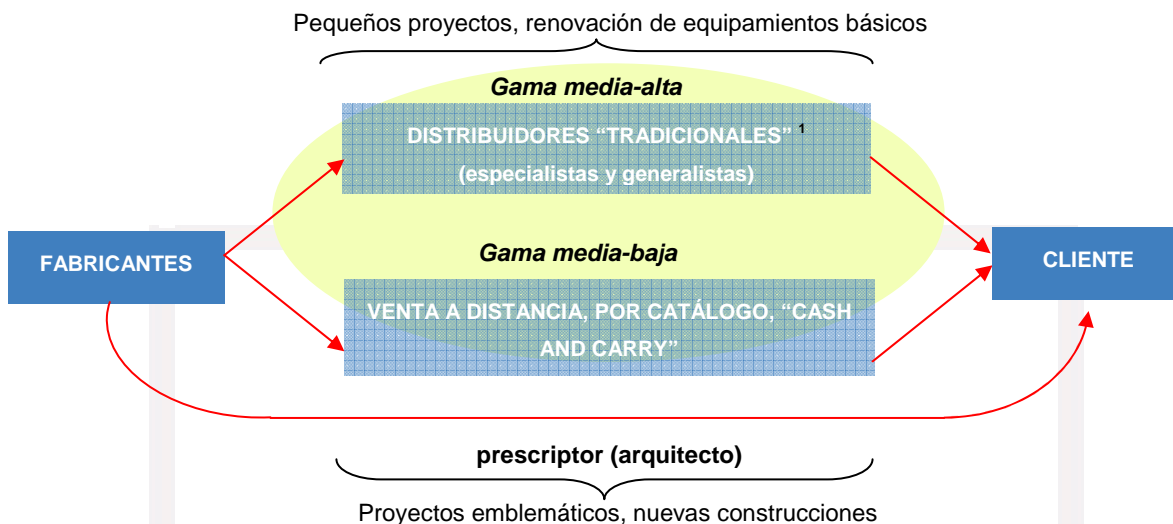 Pequeños proyectos, renovación de equipamientos básicos
Gama media-alta
DISTRIBUIDORES “TRADICIONALES” 1
(especialistas y generalistas)
FABRICANTES
Gama media-baja
CLIENTE
VENTA A DISTANCIA, POR CATÁLOGO, “CASH
AND CARRY”
prescriptor (arquitecto)
Proyectos emblemáticos, nuevas construcciones